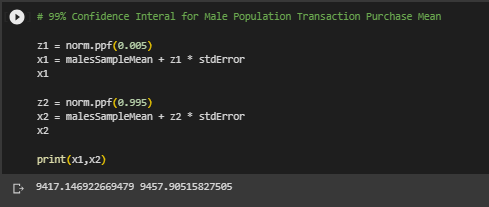 # 99% Confidence Interal for Male Population Transaction Purchase Mean
z1 = norm.ppf(0.005)
x1 = malesSampleMean + z1 * stdError
x1
z2 = norm.ppf(0.995)
x2 = malesSampleMean + z2 * stdError
x2
print(x1,x2)
9417.146922669479 9457.90515827505